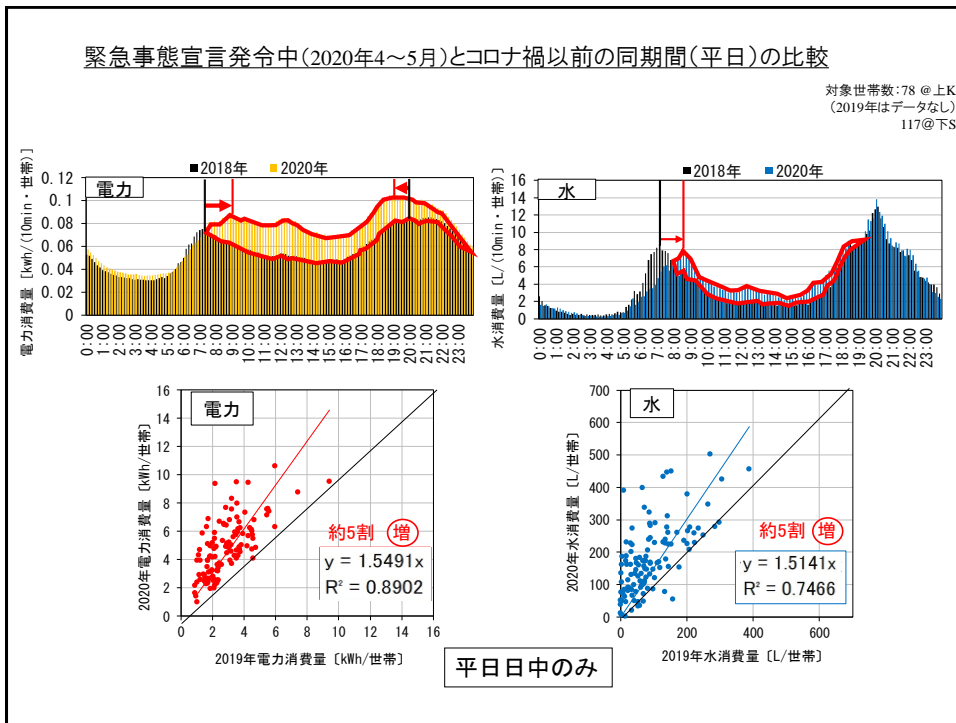 緊急事態宣言発令中(2020年4～5月)とコロナ禍以前の同期間(平日)の比較
対象世帯数:78 @上K
(2019年はデータなし)
117@下S
■2018年 ■2020年
電力
電力消費量 [kwh/(10min・世帯)]
0.12
0.1
0.08
0.06
0.04
0.02
0
0:00 1:00 2:00 3:00 4:00 5:00 6:00 7:00 8:00 9:00 10:00 11:00 12:00 13:00 14:00 15:00 16:00 17:00 18:00 19:00 20:00 21:00 22:00 23:00
■2018年 ■2020年
水
水消費量 [L/(10min・世帯)]
16
14
12
10
8
6
4
2
0
0:00 1:00 2:00 3:00 4:00 5:00 6:00 7:00 8:00 9:00 10:00 11:00 12:00 13:00 14:00 15:00 16:00 17:00 18:00 19:00 20:00 21:00 22:00 23:00
電力
2020年電力消費量 [kWh/世帯]
16
14
12
10
8
6
4
2
0
約5割 増
y = 1.5491x
R² = 0.8902
0 2 4 6 8 10 12 14 16
2019年電力消費量 [kWh/世帯]
水
2020年水消費量 [L/世帯]
700
600
500
400
300
200
100
0
約5割 増
y = 1.5141x
R² = 0.7466
0 200 400 600
2019年水消費量 [L/世帯]
平日日中のみ